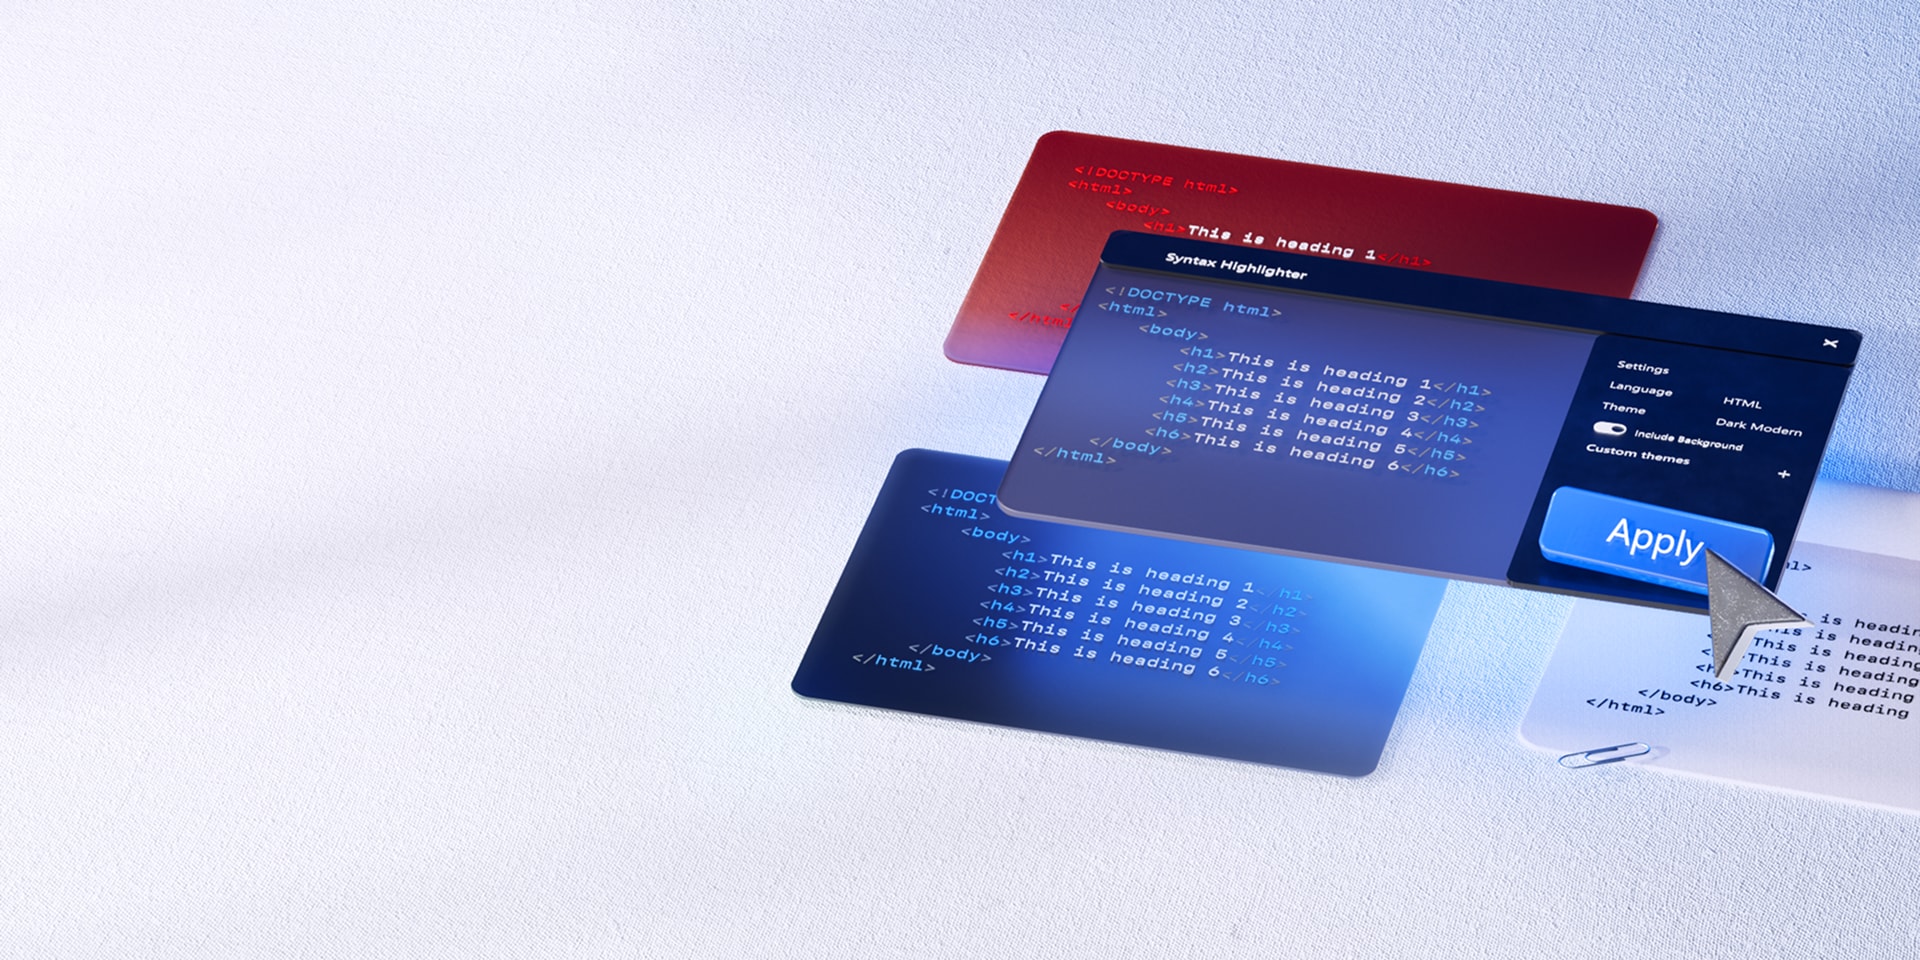 <!DOCTYPE html>
<html>
<body>
<h1>This is heading 1</h1>
Syntax Highlighter
<!DOCTYPE html>
<html>
<body>
<h1>This is heading 1</h1>
<h2>This is heading 2</h2>
<h3>This is heading 3</h3>
<h4>This is heading 4</h4>
<h5>This is heading 5</h5>
<h6>This is heading 6</h6>
</body>
</html>
Settings
Language HTML
Theme Dark Modern
Include Background
Custom themes +
Apply
<!DOCT
<html>
<body>
<h1>This is heading 1</h1>
<h2>This is heading 2</h2>
<h3>This is heading 3</h3>
<h4>This is heading 4</h4>
<h5>This is heading 5</h5>
<h6>This is heading 6</h6>
</body>
</html>
is headin
This is heading
This is heading
This is heading
<h6>This is heading
</body>
</html>